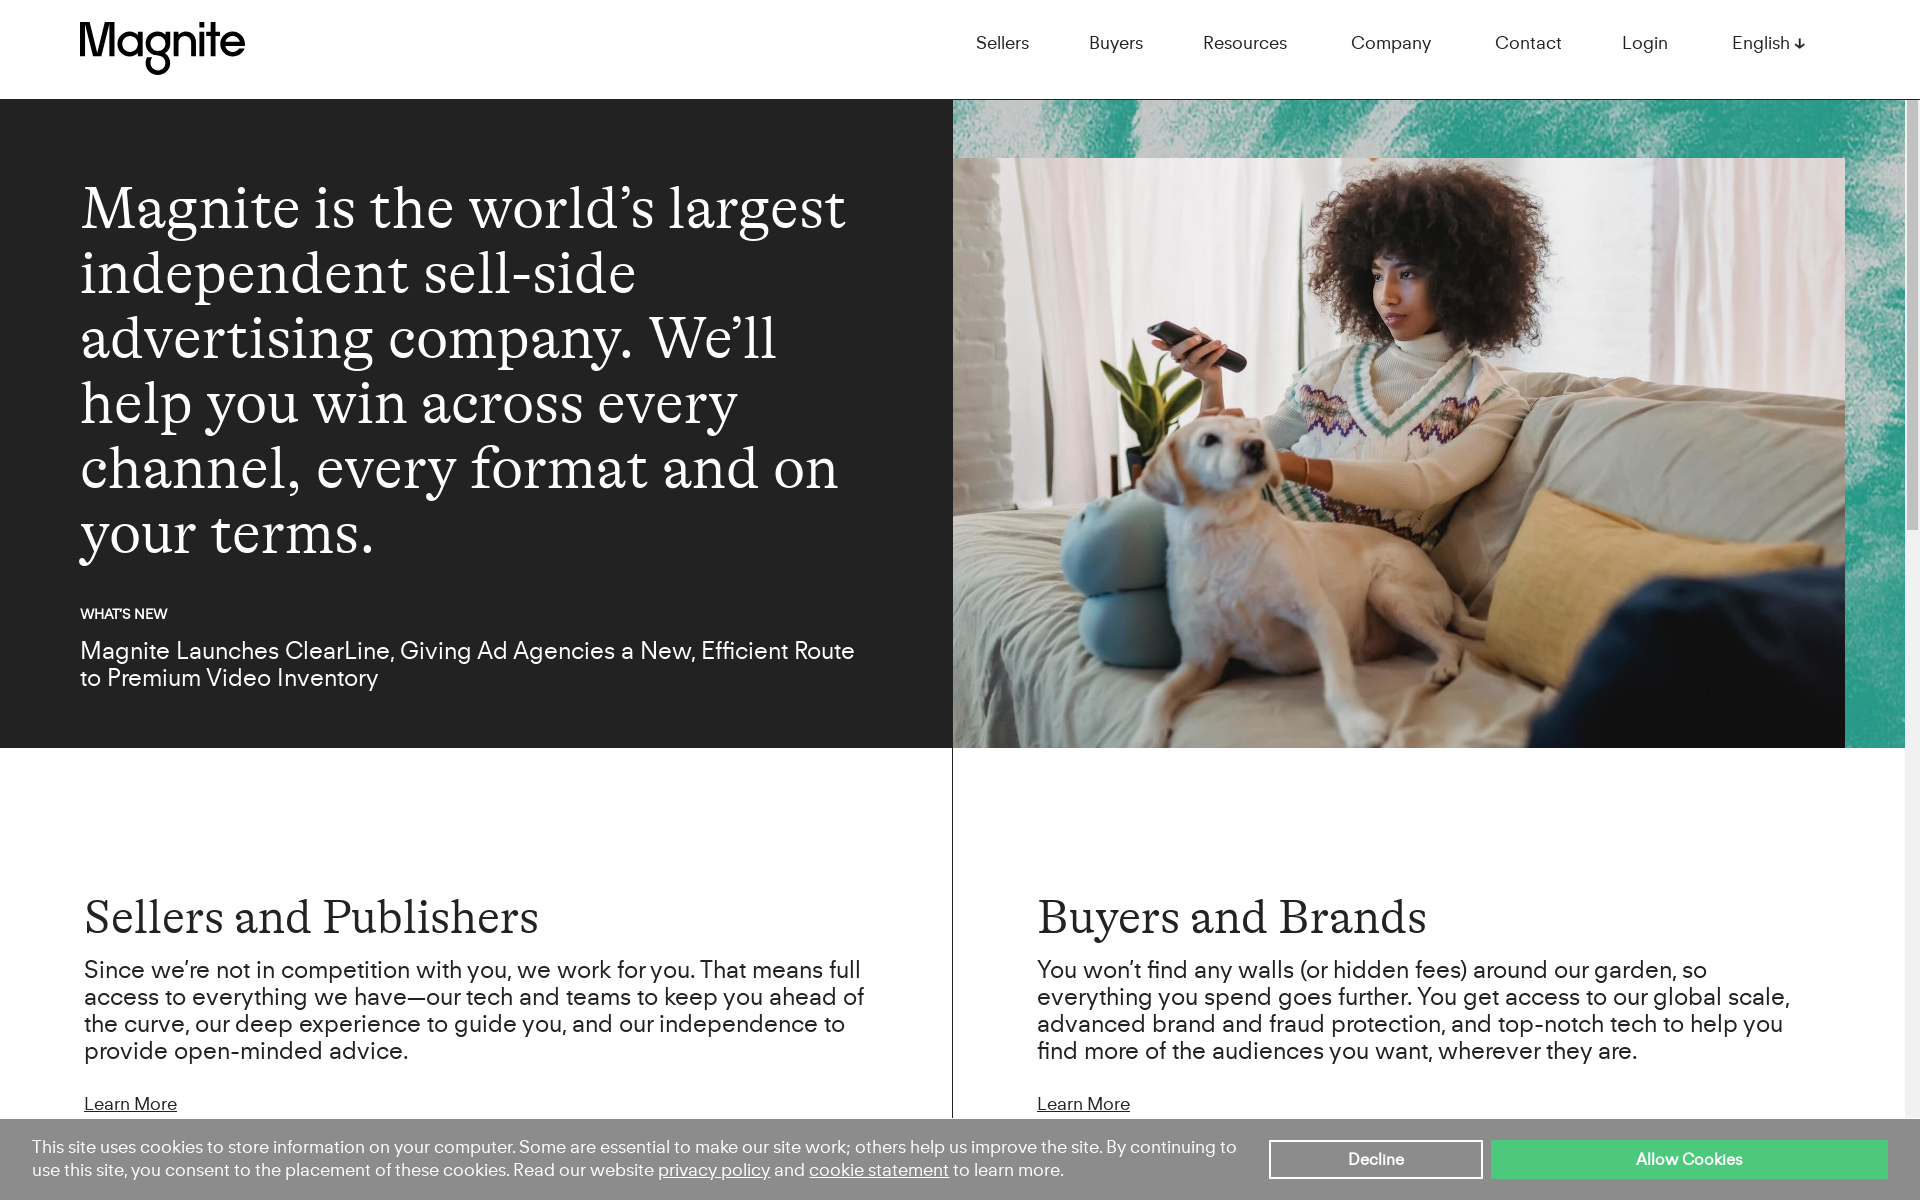 Magnite
Sellers
Buyers
Resources
Company
Contact
Login
English
Magnite is the world’s largest
independent sell-side
advertising company. We’ll
help you win across every
channel, every format and on
your terms.
WHAT’S NEW
Magnite Launches ClearLine, Giving Ad Agencies a New, Efficient Route
to Premium Video Inventory
Sellers and Publishers
Since we’re not in competition with you, we work for you. That means full
access to everything we have—our tech and teams to keep you ahead of
the curve, our deep experience to guide you, and our independence to
provide open-minded advice.
Learn More
Buyers and Brands
You won’t find any walls (or hidden fees) around our garden, so
everything you spend goes further. You get access to our global scale,
advanced brand and fraud protection, and top-notch tech to help you
find more of the audiences you want, wherever they are.
Learn More
This site uses cookies to store information on your computer. Some are essential to make our site work; others help us improve the site. By continuing to
use this site, you consent to the placement of these cookies. Read our website privacy policy and cookie statement to learn more.
Decline
Allow Cookies